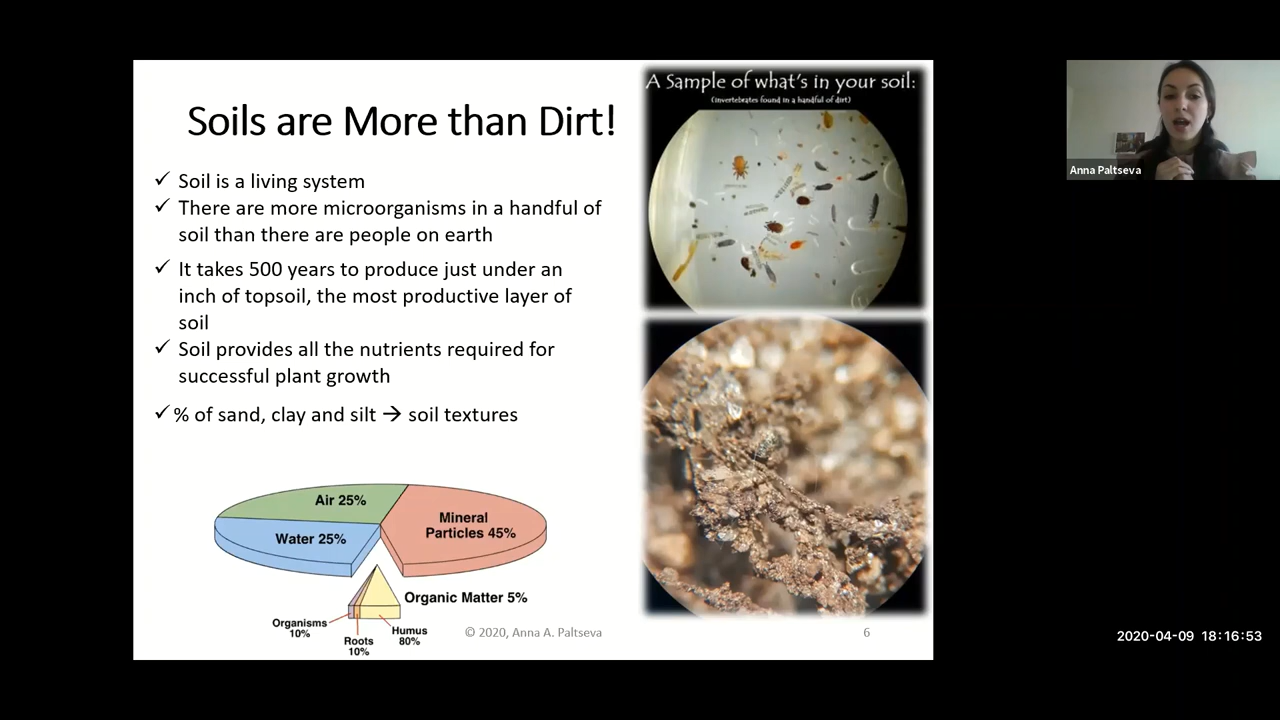 Soils are More than Dirt!
✓ Soil is a living system
✓ There are more microorganisms in a handful of
soil than there are people on earth
✓ It takes 500 years to produce just under an
inch of topsoil, the most productive layer of
soil
✓ Soil provides all the nutrients required for
successful plant growth
✓ % of sand, clay and silt → soil textures
Air 25%
Water 25%
Mineral
Particles 45%
Organic Matter 5%
Organisms
10%
Roots
10%
Humus
80%
© 2020, Anna A. Paltseva
6
A Sample of what's in your soil:
(invertebrates found in a handful of dirt)
Anna Paltseva
2020-04-09 18:16:53